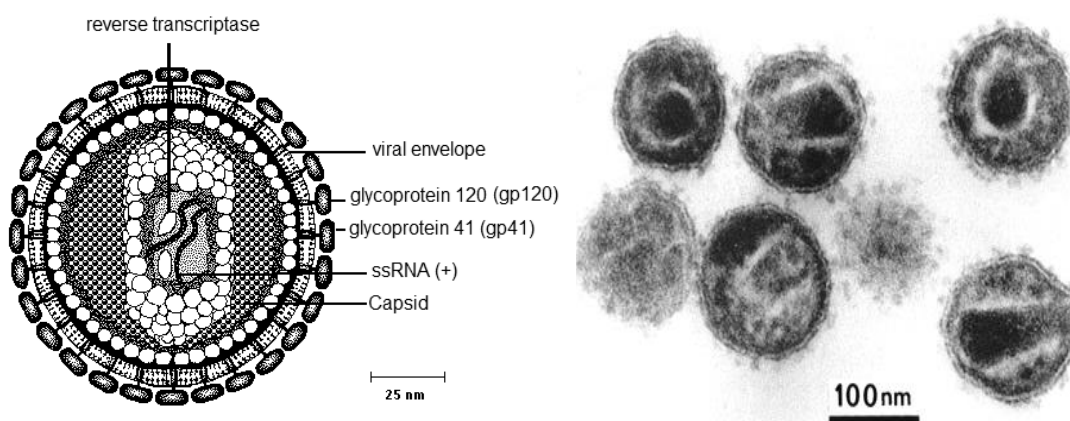 reverse transcriptase
viral envelope
glycoprotein 120 (gp120)
glycoprotein 41 (gp41)
ssRNA (+)
Capsid
25 nm
100nm